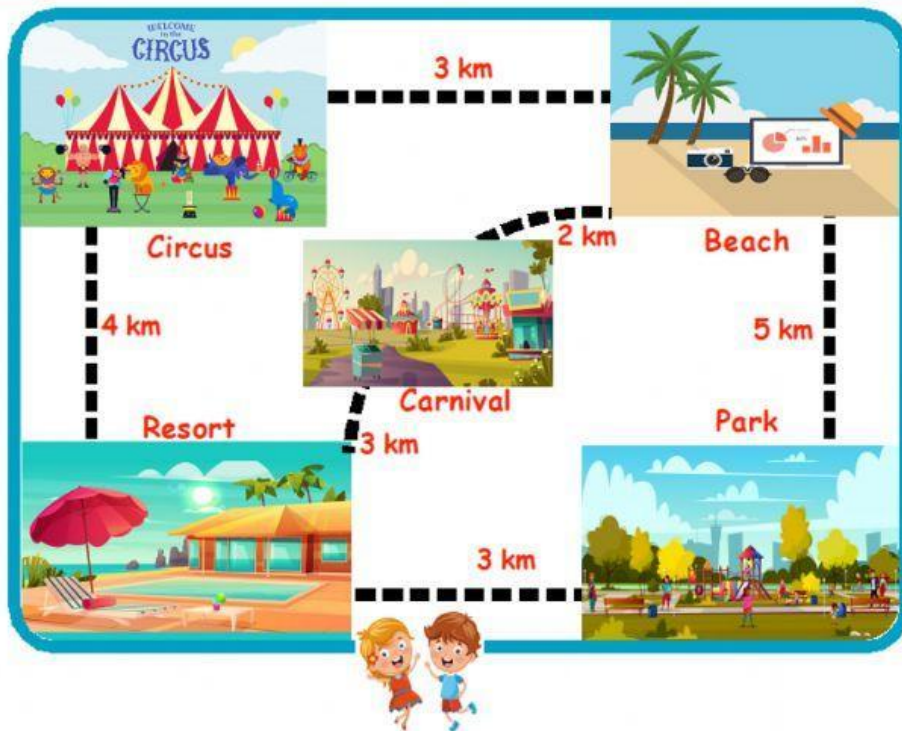 WELCOME
to the
CIRCUS
3 km
Circus
2 km
Beach
4 km
5 km
Carnival
Resort
Park
3 km
3 km